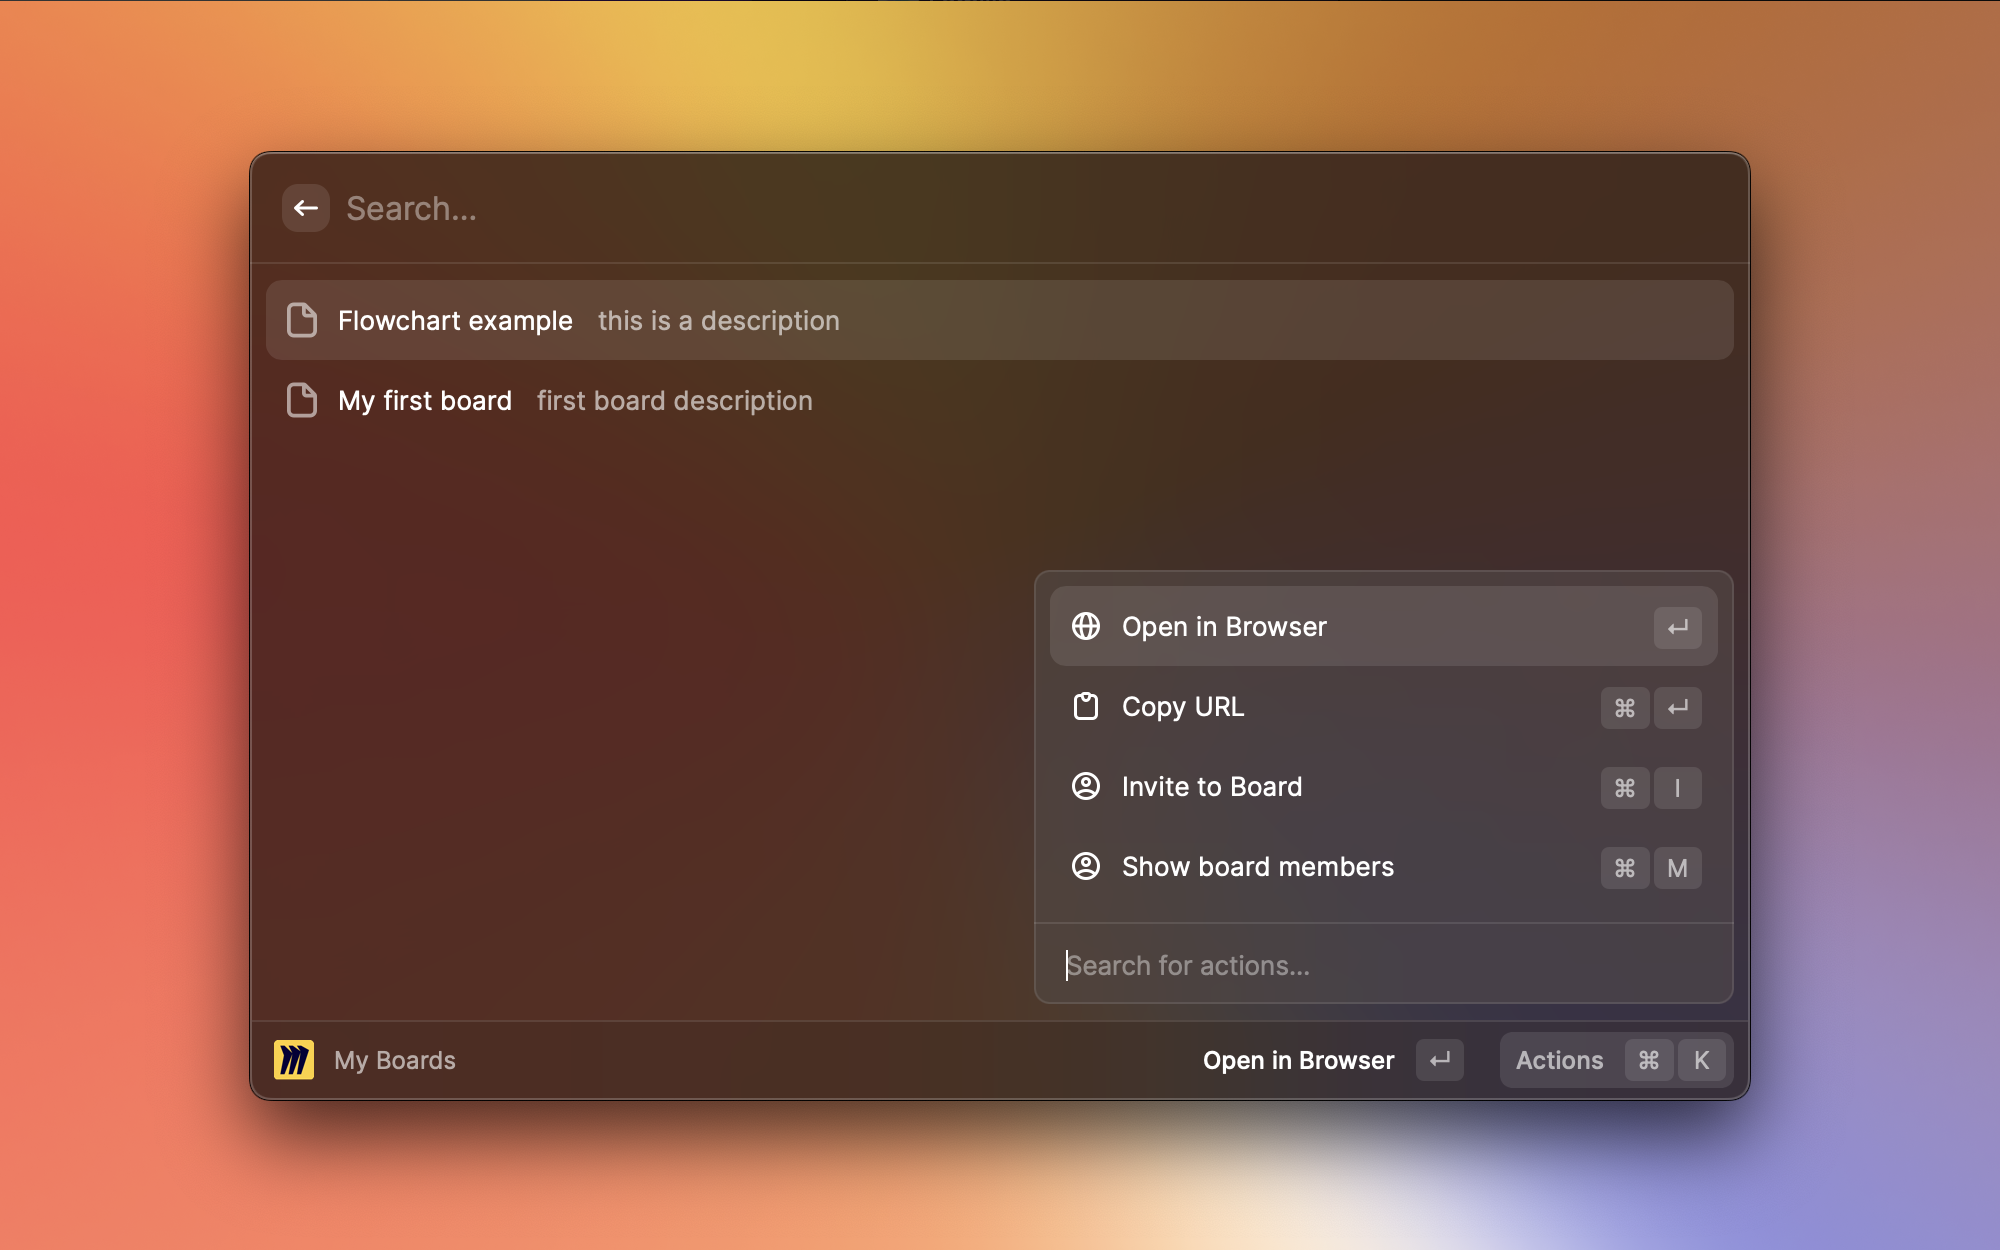 Search...
Flowchart example this is a description
My first board first board description
Open in Browser ↵
Copy URL ⌘ ↵
Invite to Board ⌘ I
Show board members ⌘ M
Search for actions...
My Boards Open in Browser ↵ Actions ⌘ K